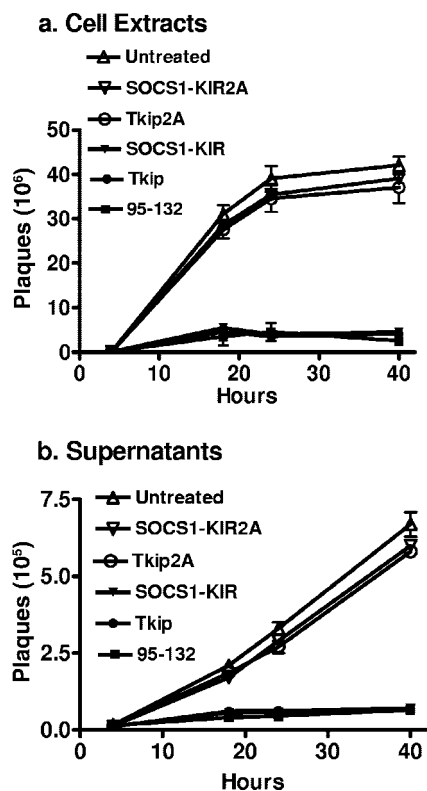 a. Cell Extracts
Untreated
SOCS1-KIR2A
Tkip2A
SOCS1-KIR
Tkip
95-132
Plaques (10⁶)
50
40
30
20
10
0
0 10 20 30 40
Hours
b. Supernatants
Untreated
SOCS1-KIR2A
Tkip2A
SOCS1-KIR
Tkip
95-132
Plaques (10⁵)
7.5
5.0
2.5
0.0
0 10 20 30 40
Hours